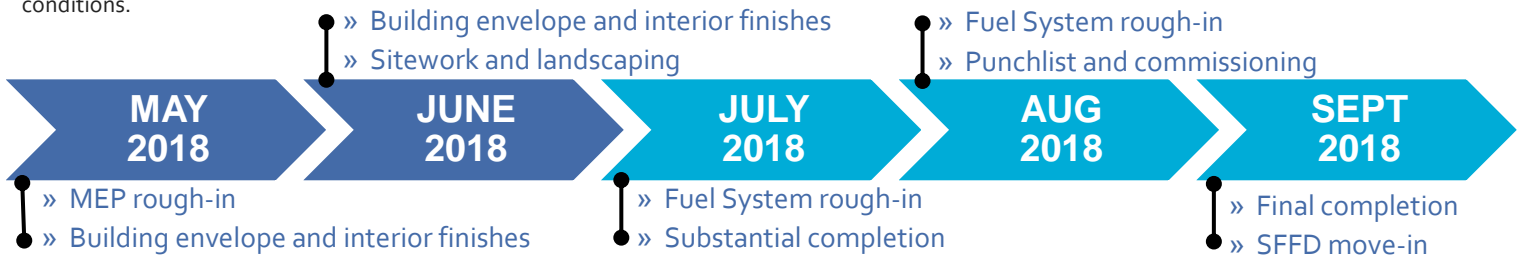 conditions.
» Building envelope and interior finishes
» Sitework and landscaping
» Fuel System rough-in
» Punchlist and commissioning
MAY
2018
JUNE
2018
JULY
2018
AUG
2018
SEPT
2018
» MEP rough-in
» Building envelope and interior finishes
» Fuel System rough-in
» Substantial completion
» Final completion
» SFFD move-in